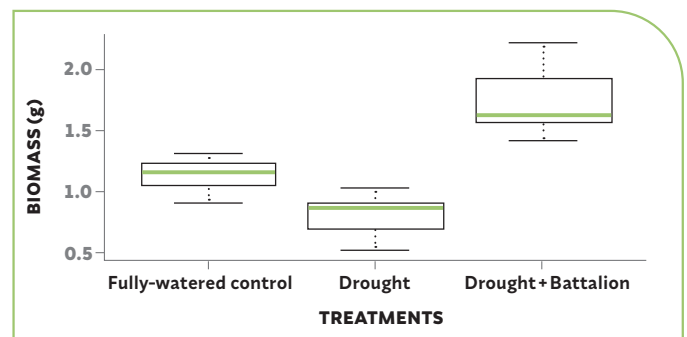 BIOMASS (g)
2.0
1.5
1.0
0.5
Fully-watered control
Drought
Drought+Battalion
TREATMENTS